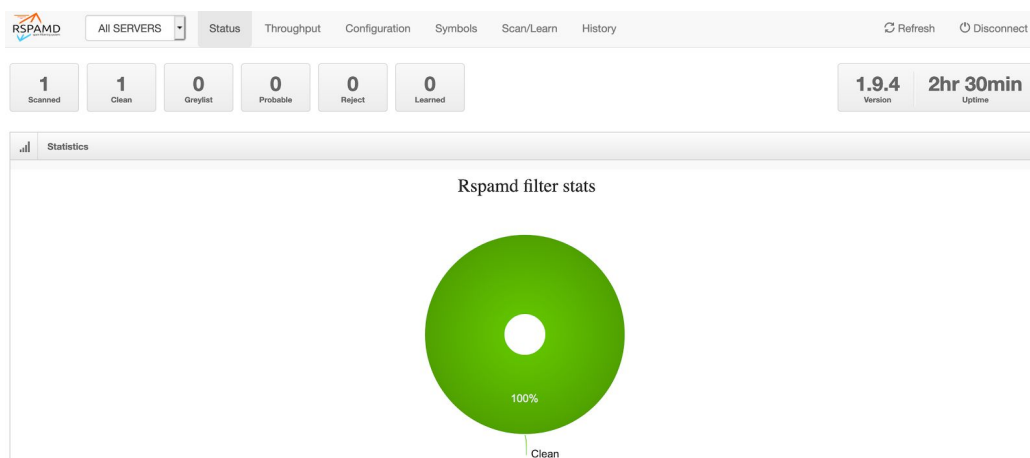 RSPAMD
All SERVERS
Status
Throughput
Configuration
Symbols
Scan/Learn
History
Refresh
Disconnect
1
Scanned
1
Clean
0
Greylist
0
Probable
0
Reject
0
Learned
1.9.4
Version
2hr 30min
Uptime
Statistics
Rspamd filter stats
100%
Clean